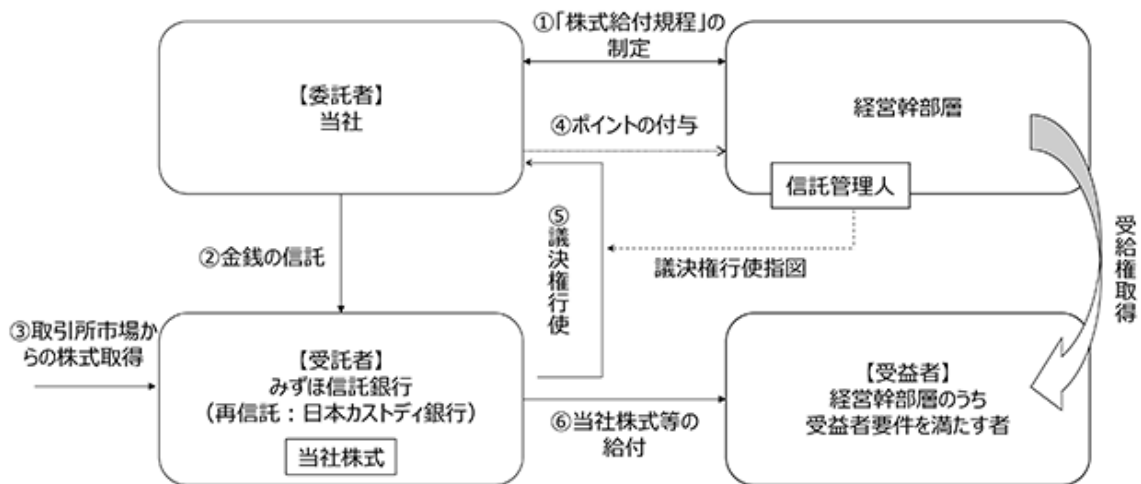 ①「株式給付規程」の
制定
【委託者】
当社
経営幹部層
④ポイントの付与
信託管理人
②金銭の信託
⑤議決権行使
議決権行使指図
受給権取得
③取引所市場か
らの株式取得
【受託者】
みずほ信託銀行
（再信託：日本カストディ銀行）
当社株式
⑥当社株式等の
給付
【受益者】
経営幹部層のうち
受益者要件を満たす者